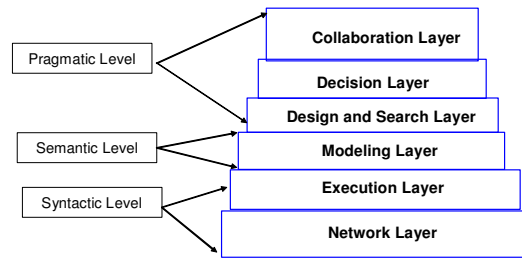 Collaboration Layer
Pragmatic Level
Decision Layer
Design and Search Layer
Semantic Level
Modeling Layer
Execution Layer
Syntactic Level
Network Layer